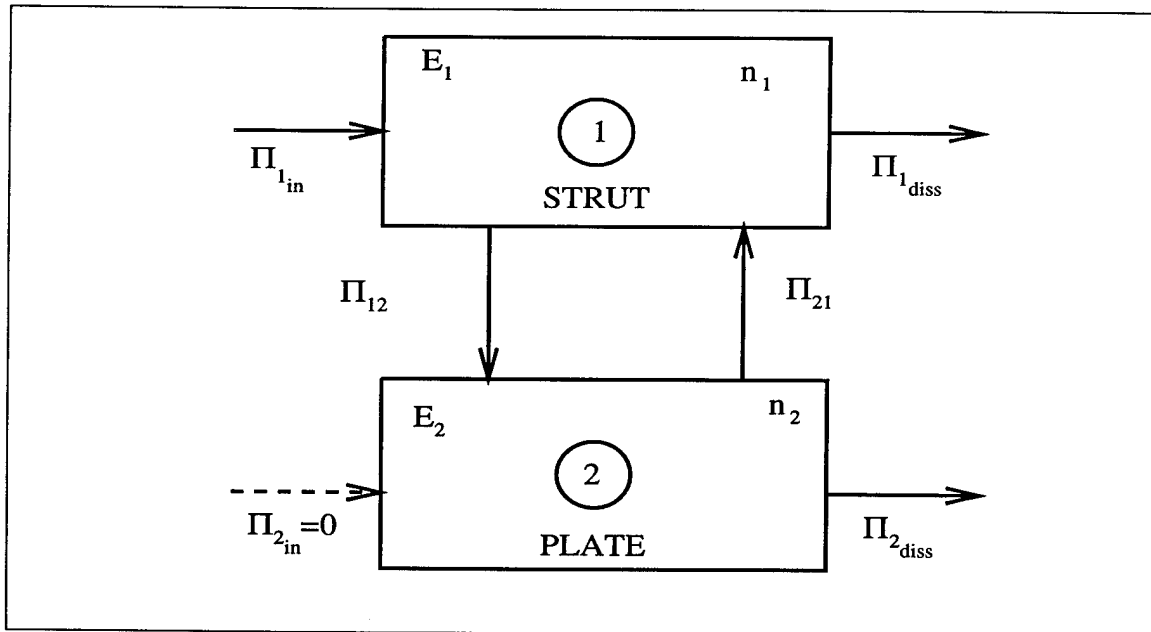 E₁ n₁
1
Π₁ᵢₙ STRUT Π₁diss
Π₁₂ Π₂₁
E₂ n₂
2
Π₂ᵢₙ=0 PLATE Π₂diss